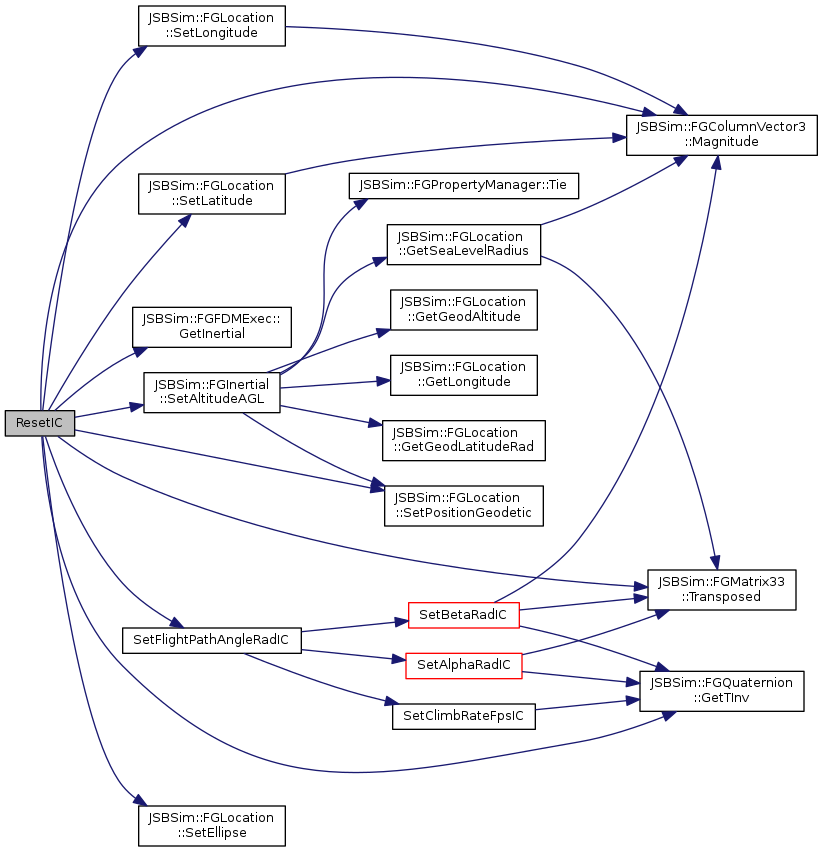 JSBSim::FGLocation
::SetLongitude
JSBSim::FGColumnVector3
::Magnitude
JSBSim::FGLocation
::SetLatitude
JSBSim::FGPropertyManager::Tie
JSBSim::FGLocation
::GetSeaLevelRadius
JSBSim::FGFDMExec::
GetInertial
JSBSim::FGLocation
::GetGeodAltitude
JSBSim::FGInertial
::SetAltitudeAGL
JSBSim::FGLocation
::GetLongitude
ResetIC
JSBSim::FGLocation
::GetGeodLatitudeRad
JSBSim::FGLocation
::SetPositionGeodetic
JSBSim::FGMatrix33
::Transposed
SetBetaRadIC
SetFlightPathAngleRadIC
SetAlphaRadIC
JSBSim::FGQuaternion
::GetTInv
SetClimbRateFpsIC
JSBSim::FGLocation
::SetEllipse